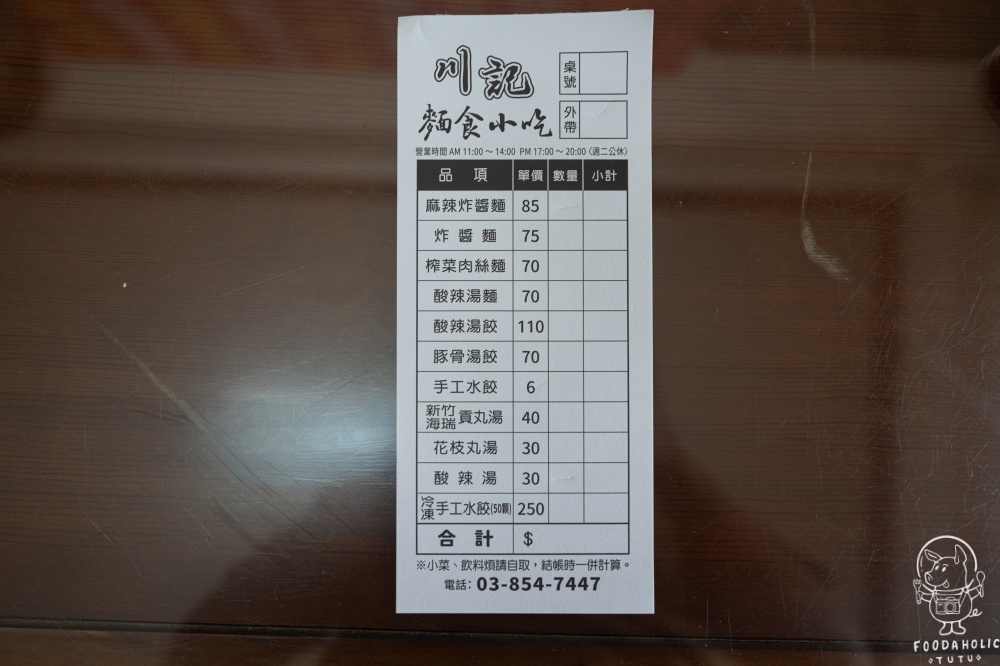 川記
桌號
麵食小吃
外帶
營業時間 AM 11:00～14:00 PM 17:00～20:00〈週二公休〉
品項 單價 數量 小計
麻辣炸醬麵 85
炸醬麵 75
榨菜肉絲麵 70
酸辣湯麵 70
酸辣湯餃 110
豚骨湯餃 70
手工水餃 6
新竹海瑞貢丸湯 40
花枝丸湯 30
酸辣湯 30
冷凍手工水餃(50顆) 250
合計 $
※小菜、飲料煩請自取，結帳時一併計算。
電話：03-854-7447
FOODAHOLIC
TUTU